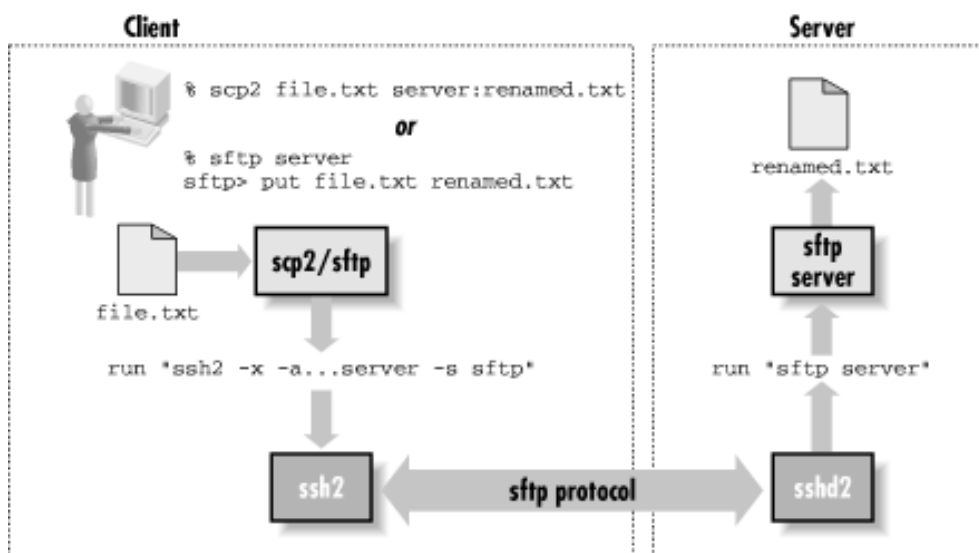 Client
% scp2 file.txt server:renamed.txt
or
% sftp server
sftp> put file.txt renamed.txt
file.txt
scp2/sftp
run "ssh2 -x -a...server -s sftp"
ssh2
sftp protocol
Server
renamed.txt
sftp
server
run "sftp server"
sshd2